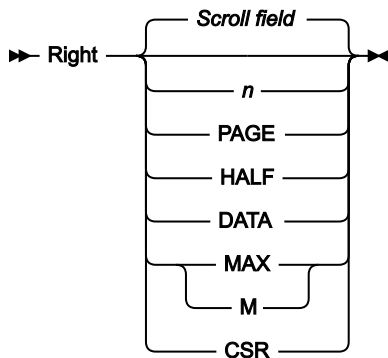 Scroll field
Right
n
PAGE
HALF
DATA
MAX
M
CSR